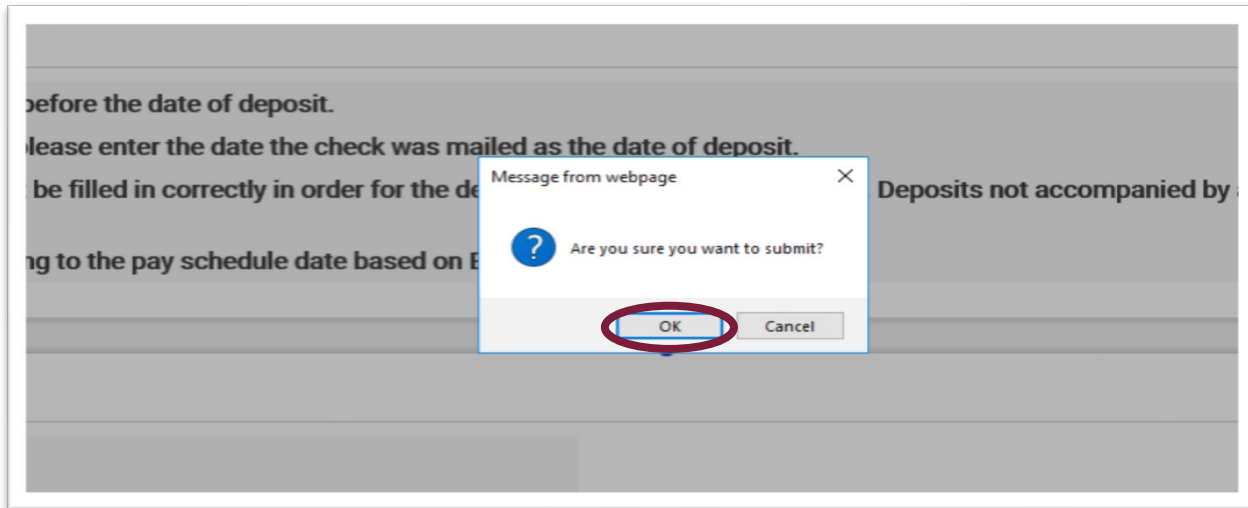 before the date of deposit.
please enter the date the check was mailed as the date of deposit.
Message from webpage
be filled in correctly in order for the de Deposits not accompanied by
Are you sure you want to submit?
ng to the pay schedule date based on
OK Cancel